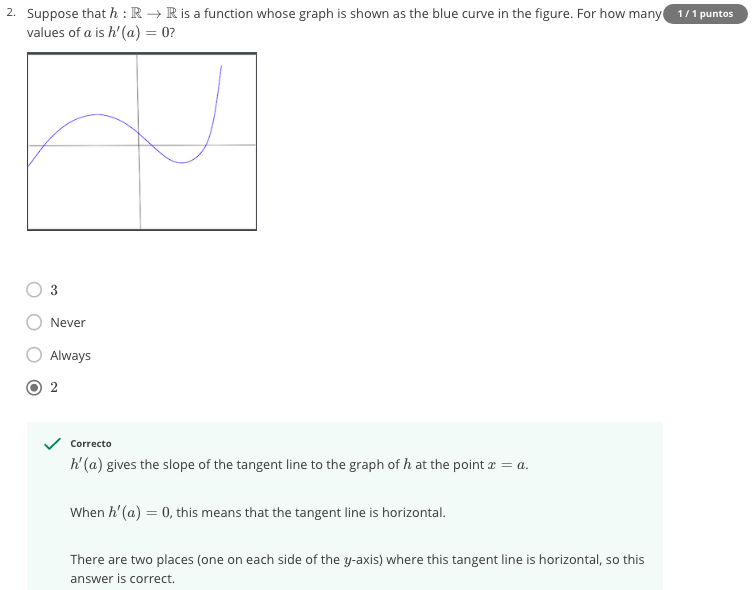 2. Suppose that h : ℝ → ℝ is a function whose graph is shown as the blue curve in the figure. For how many 1 / 1 puntos
values of a is h′(a) = 0?
3
Never
Always
2
Correcto
h′(a) gives the slope of the tangent line to the graph of h at the point x = a.
When h′(a) = 0, this means that the tangent line is horizontal.
There are two places (one on each side of the y-axis) where this tangent line is horizontal, so this
answer is correct.